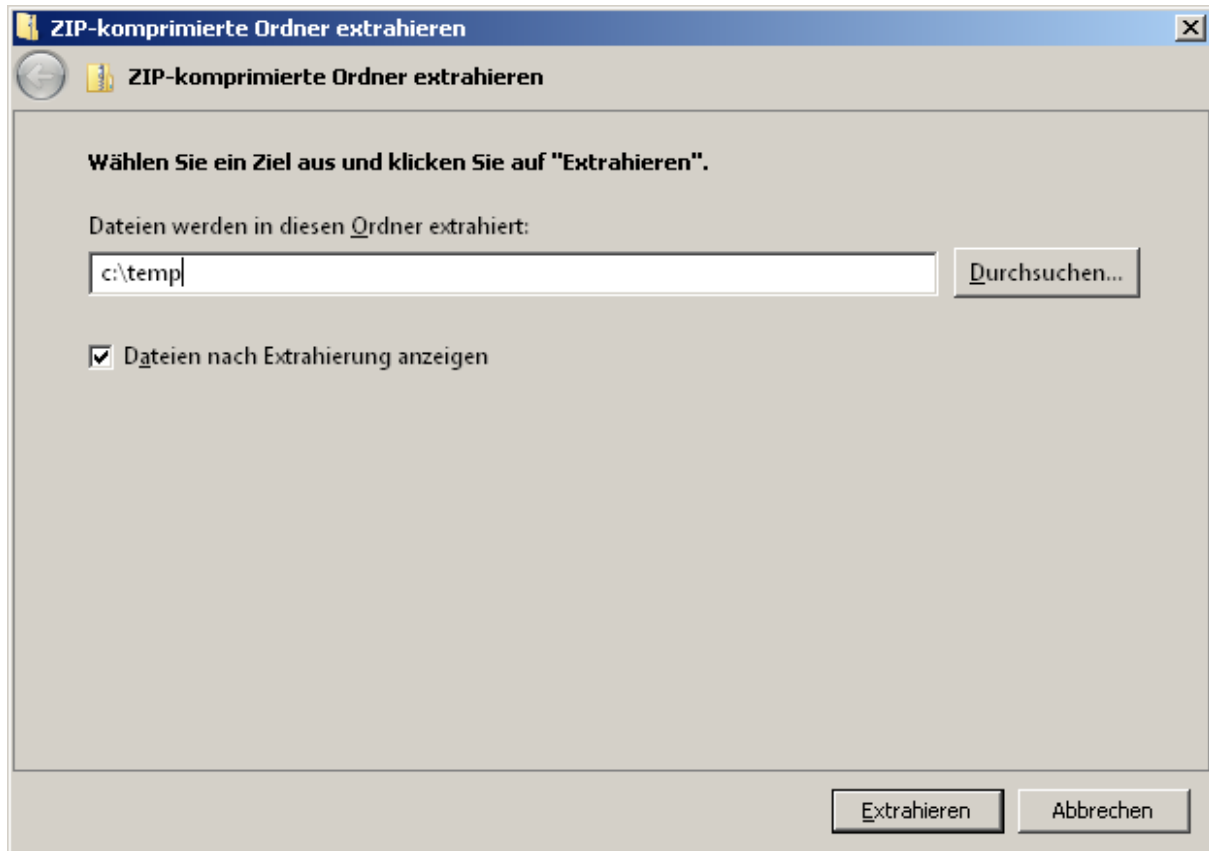 ZIP-komprimierte Ordner extrahieren
ZIP-komprimierte Ordner extrahieren
Wählen Sie ein Ziel aus und klicken Sie auf "Extrahieren".
Dateien werden in diesen Ordner extrahiert:
c:\temp Durchsuchen...
Dateien nach Extrahierung anzeigen
Extrahieren Abbrechen